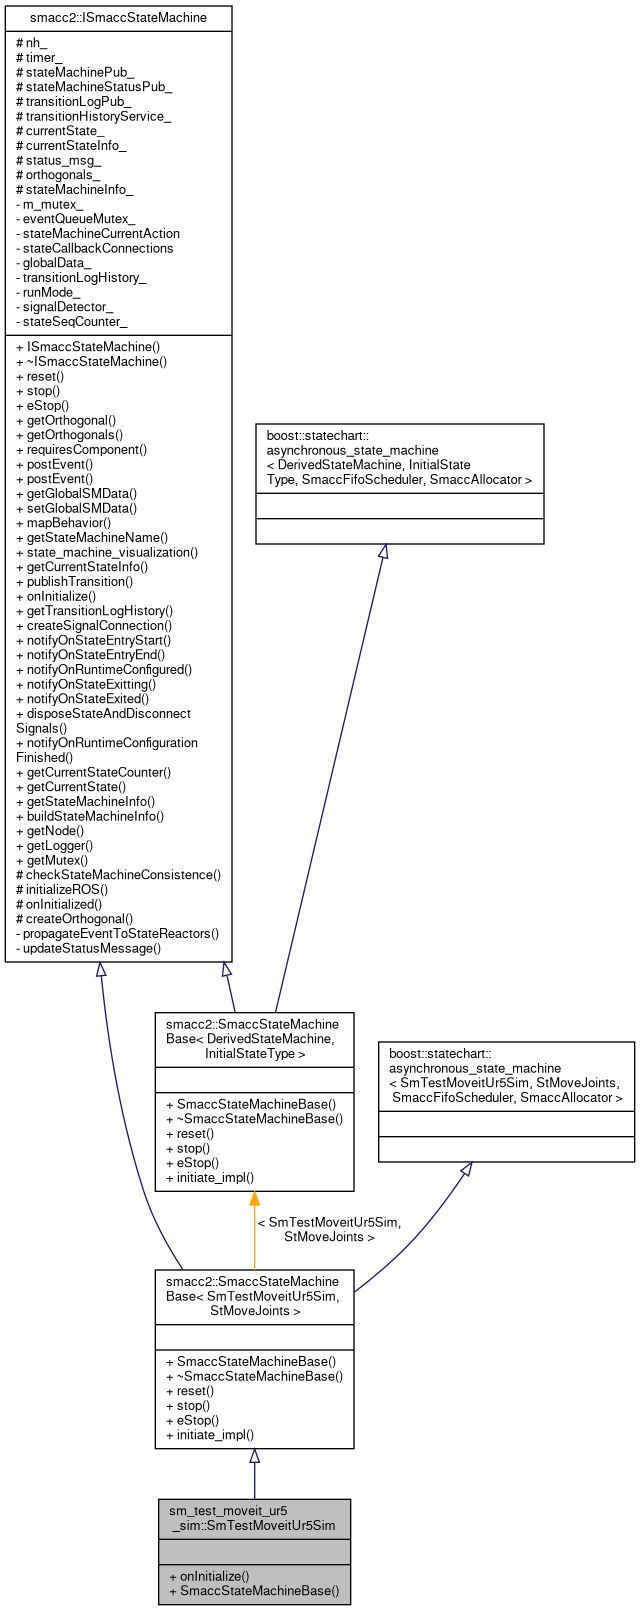 smacc2::ISmaccStateMachine
# nh_
# timer_
# stateMachinePub_
# stateMachineStatusPub_
# transitionLogPub_
# transitionHistoryService_
# currentState_
# currentStateInfo_
# status_msg_
# orthogonals_
# stateMachineInfo_
- m_mutex_
- eventQueueMutex_
- stateMachineCurrentAction
- stateCallbackConnections
- globalData_
- transitionLogHistory_
- runMode_
- signalDetector_
- stateSeqCounter_
+ ISmaccStateMachine()
+ ~ISmaccStateMachine()
+ reset()
+ stop()
+ eStop()
+ getOrthogonal()
+ getOrthogonals()
+ requiresComponent()
+ postEvent()
+ postEvent()
+ getGlobalSMData()
+ setGlobalSMData()
+ mapBehavior()
+ getStateMachineName()
+ state_machine_visualization()
+ getCurrentStateInfo()
+ publishTransition()
+ onInitialize()
+ getTransitionLogHistory()
+ createSignalConnection()
+ notifyOnStateEntryStart()
+ notifyOnStateEntryEnd()
+ notifyOnRuntimeConfigured()
+ notifyOnStateExitting()
+ notifyOnStateExited()
+ disposeStateAndDisconnect
Signals()
+ notifyOnRuntimeConfiguration
Finished()
+ getCurrentStateCounter()
+ getCurrentState()
+ getStateMachineInfo()
+ buildStateMachineInfo()
+ getNode()
+ getLogger()
+ getMutex()
# checkStateMachineConsistence()
# initializeROS()
# onInitialized()
# createOrthogonal()
- propagateEventToStateReactors()
- updateStatusMessage()
boost::statechart::
asynchronous_state_machine
< DerivedStateMachine, InitialState
Type, SmaccFifoScheduler, SmaccAllocator >
smacc2::SmaccStateMachine
Base< DerivedStateMachine,
InitialStateType >
+ SmaccStateMachineBase()
+ ~SmaccStateMachineBase()
+ reset()
+ stop()
+ eStop()
+ initiate_impl()
boost::statechart::
asynchronous_state_machine
< SmTestMoveitUr5Sim, StMoveJoints,
SmaccFifoScheduler, SmaccAllocator >
< SmTestMoveitUr5Sim,
StMoveJoints >
smacc2::SmaccStateMachine
Base< SmTestMoveitUr5Sim,
StMoveJoints >
+ SmaccStateMachineBase()
+ ~SmaccStateMachineBase()
+ reset()
+ stop()
+ eStop()
+ initiate_impl()
sm_test_moveit_ur5
_sim::SmTestMoveitUr5Sim
+ onInitialize()
+ SmaccStateMachineBase()